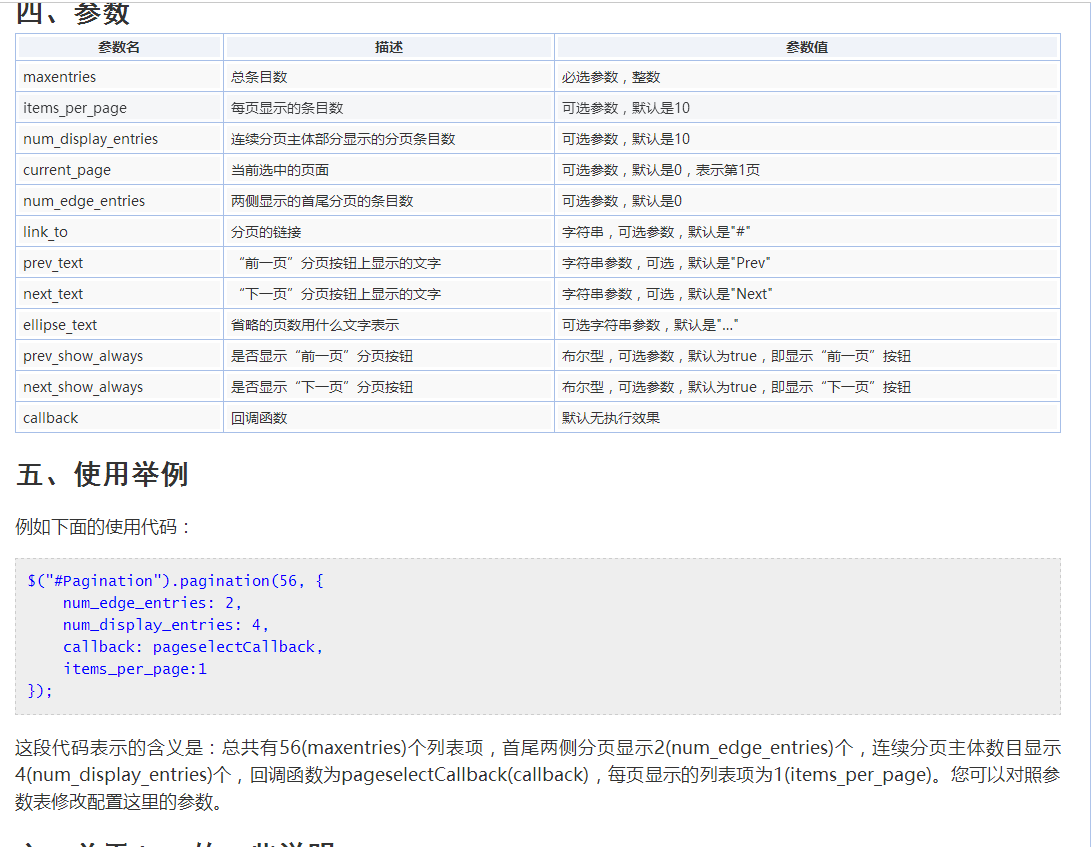 四、参数
参数名 描述 参数值
maxentries 总条目数 必选参数，整数
items_per_page 每页显示的条目数 可选参数，默认是10
num_display_entries 连续分页主体部分显示的分页条目数 可选参数，默认是10
current_page 当前选中的页面 可选参数，默认是0，表示第1页
num_edge_entries 两侧显示的首尾分页的条目数 可选参数，默认是0
link_to 分页的链接 字符串，可选参数，默认是"#"
prev_text “前一页”分页按钮上显示的文字 字符串参数，可选，默认是"Prev"
next_text “下一页”分页按钮上显示的文字 字符串参数，可选，默认是"Next"
ellipse_text 省略的页数用什么文字表示 可选字符串参数，默认是"..."
prev_show_always 是否显示“前一页”分页按钮 布尔型，可选参数，默认为true，即显示“前一页”按钮
next_show_always 是否显示“下一页”分页按钮 布尔型，可选参数，默认为true，即显示“下一页”按钮
callback 回调函数 默认无执行效果
五、使用举例
例如下面的使用代码：
$("#Pagination").pagination(56, {
    num_edge_entries: 2,
    num_display_entries: 4,
    callback: pageselectCallback,
    items_per_page:1
});
这段代码表示的含义是：总共有56(maxentries)个列表项，首尾两侧分页显示2(num_edge_entries)个，连续分页主体数目显示
4(num_display_entries)个，回调函数为pageselectCallback(callback)，每页显示的列表项为1(items_per_page)。您可以对照参
数表修改配置这里的参数。